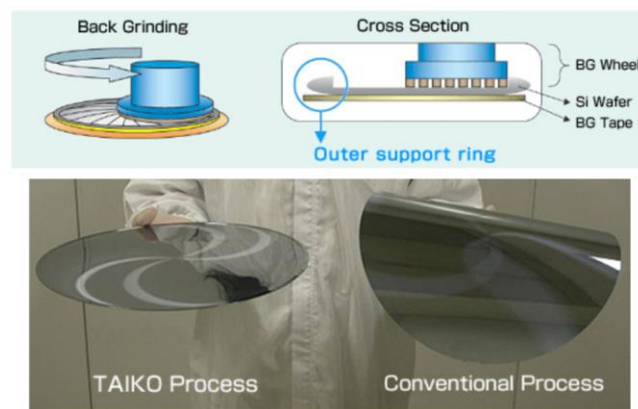 Back Grinding
Cross Section
BG Wheel
Si Wafer
BG Tape
Outer support ring
TAIKO Process
Conventional Process